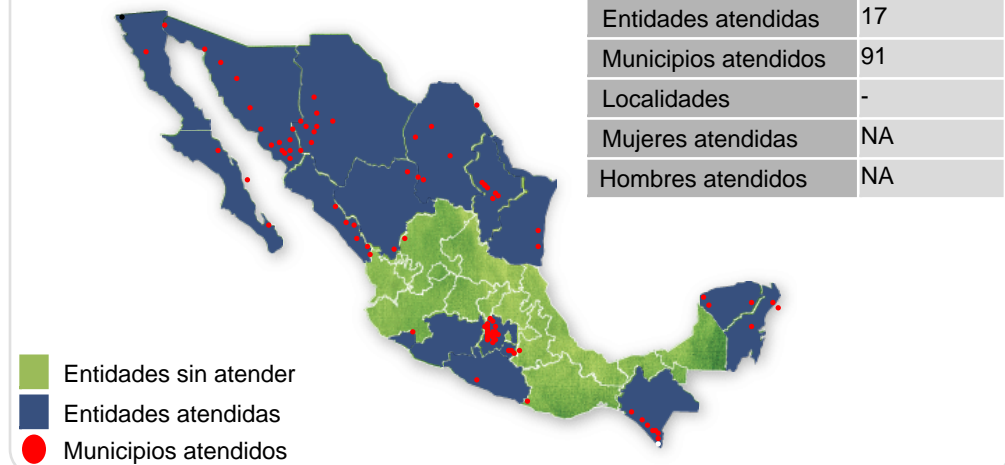 Entidades atendidas 17
Municipios atendidos 91
Localidades -
Mujeres atendidas NA
Hombres atendidos NA
Entidades sin atender
Entidades atendidas
Municipios atendidos